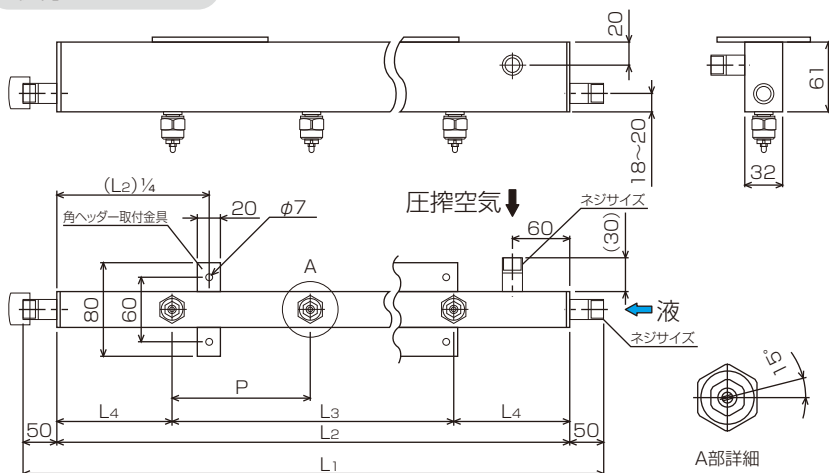 20
61
18~20
32
(L2)¼
20
φ7
圧搾空気
ネジサイズ
角ヘッダー取付金具
60
(30)
A
80
60
液
ネジサイズ
P
15°
L4
L3
L4
50
L2
50
L1
A部詳細